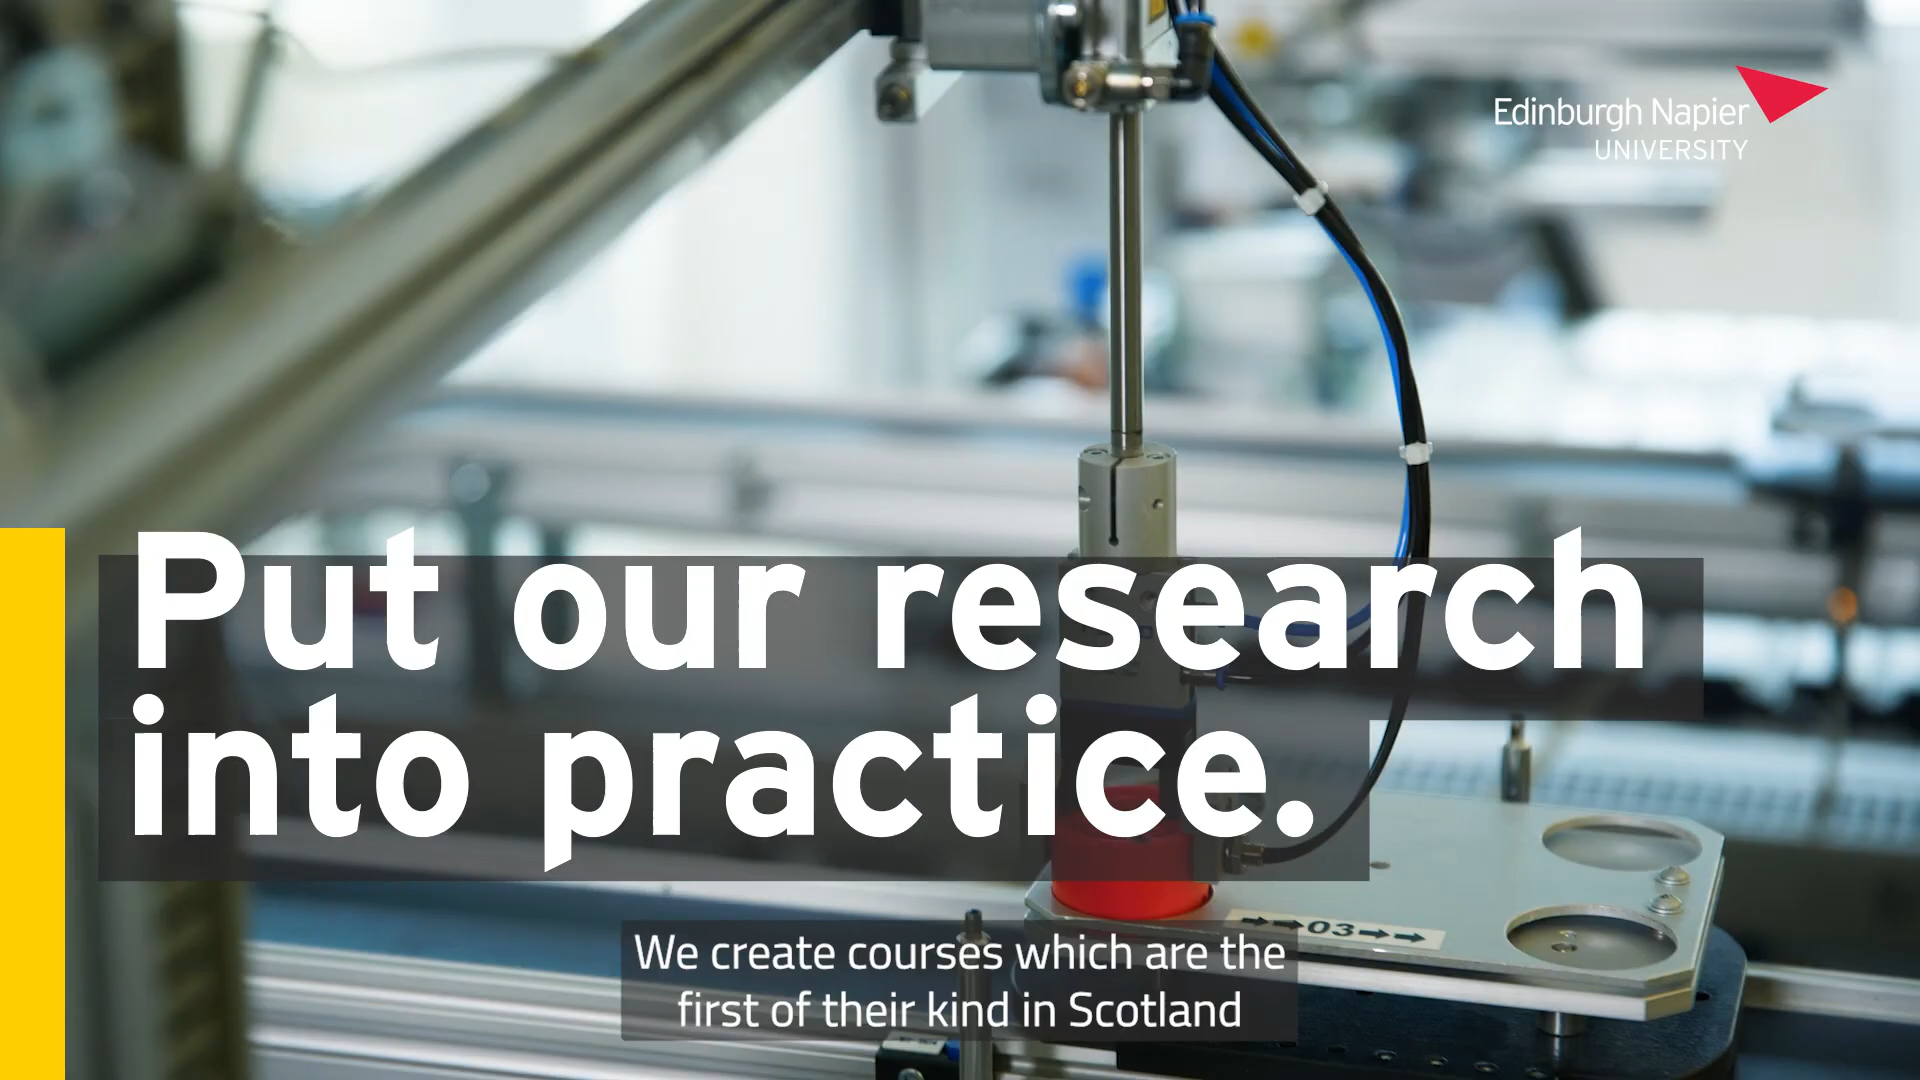 Edinburgh Napier
UNIVERSITY
Put our research
into practice.
03
We create courses which are the
first of their kind in Scotland